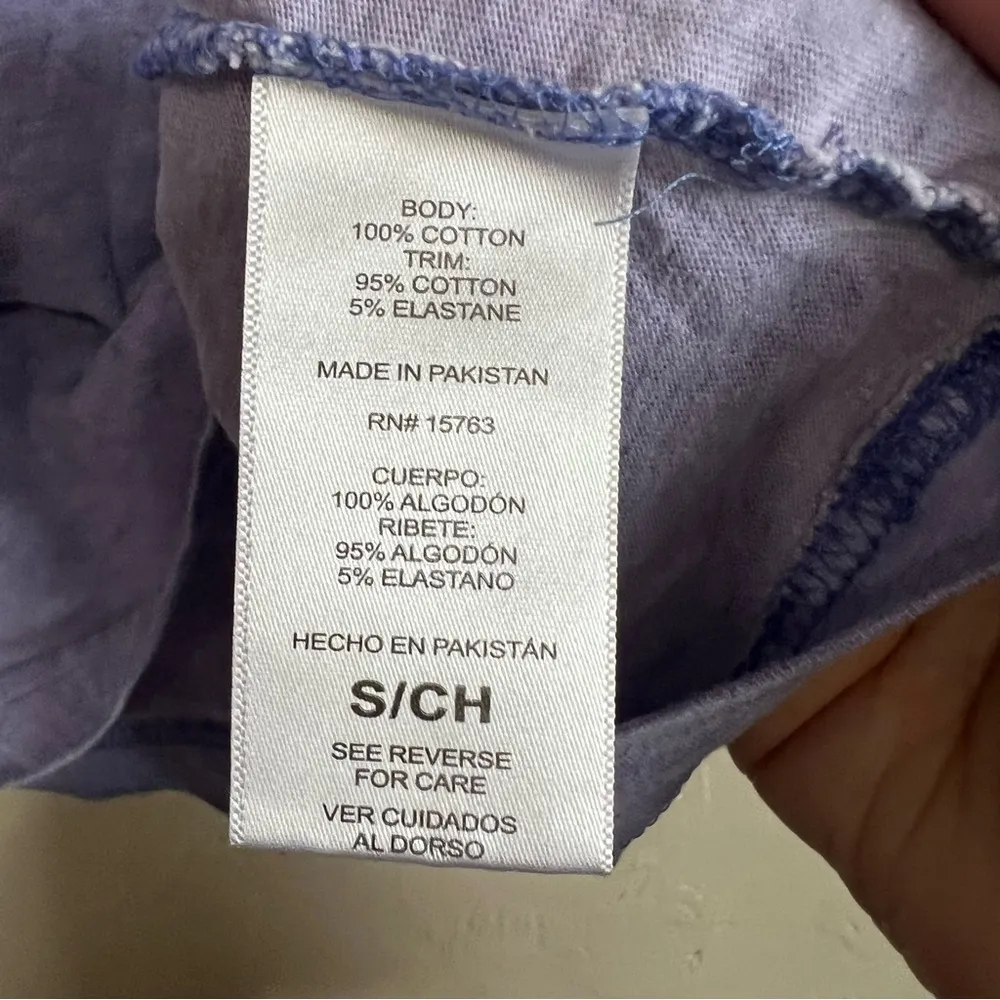 BODY:
100% COTTON
TRIM:
95% COTTON
5% ELASTANE
MADE IN PAKISTAN
RN# 15763
CUERPO:
100% ALGODÓN
RIBETE:
95% ALGODÓN
5% ELASTANO
HECHO EN PAKISTÁN
S/CH
SEE REVERSE
FOR CARE
VER CUIDADOS
AL DORSO